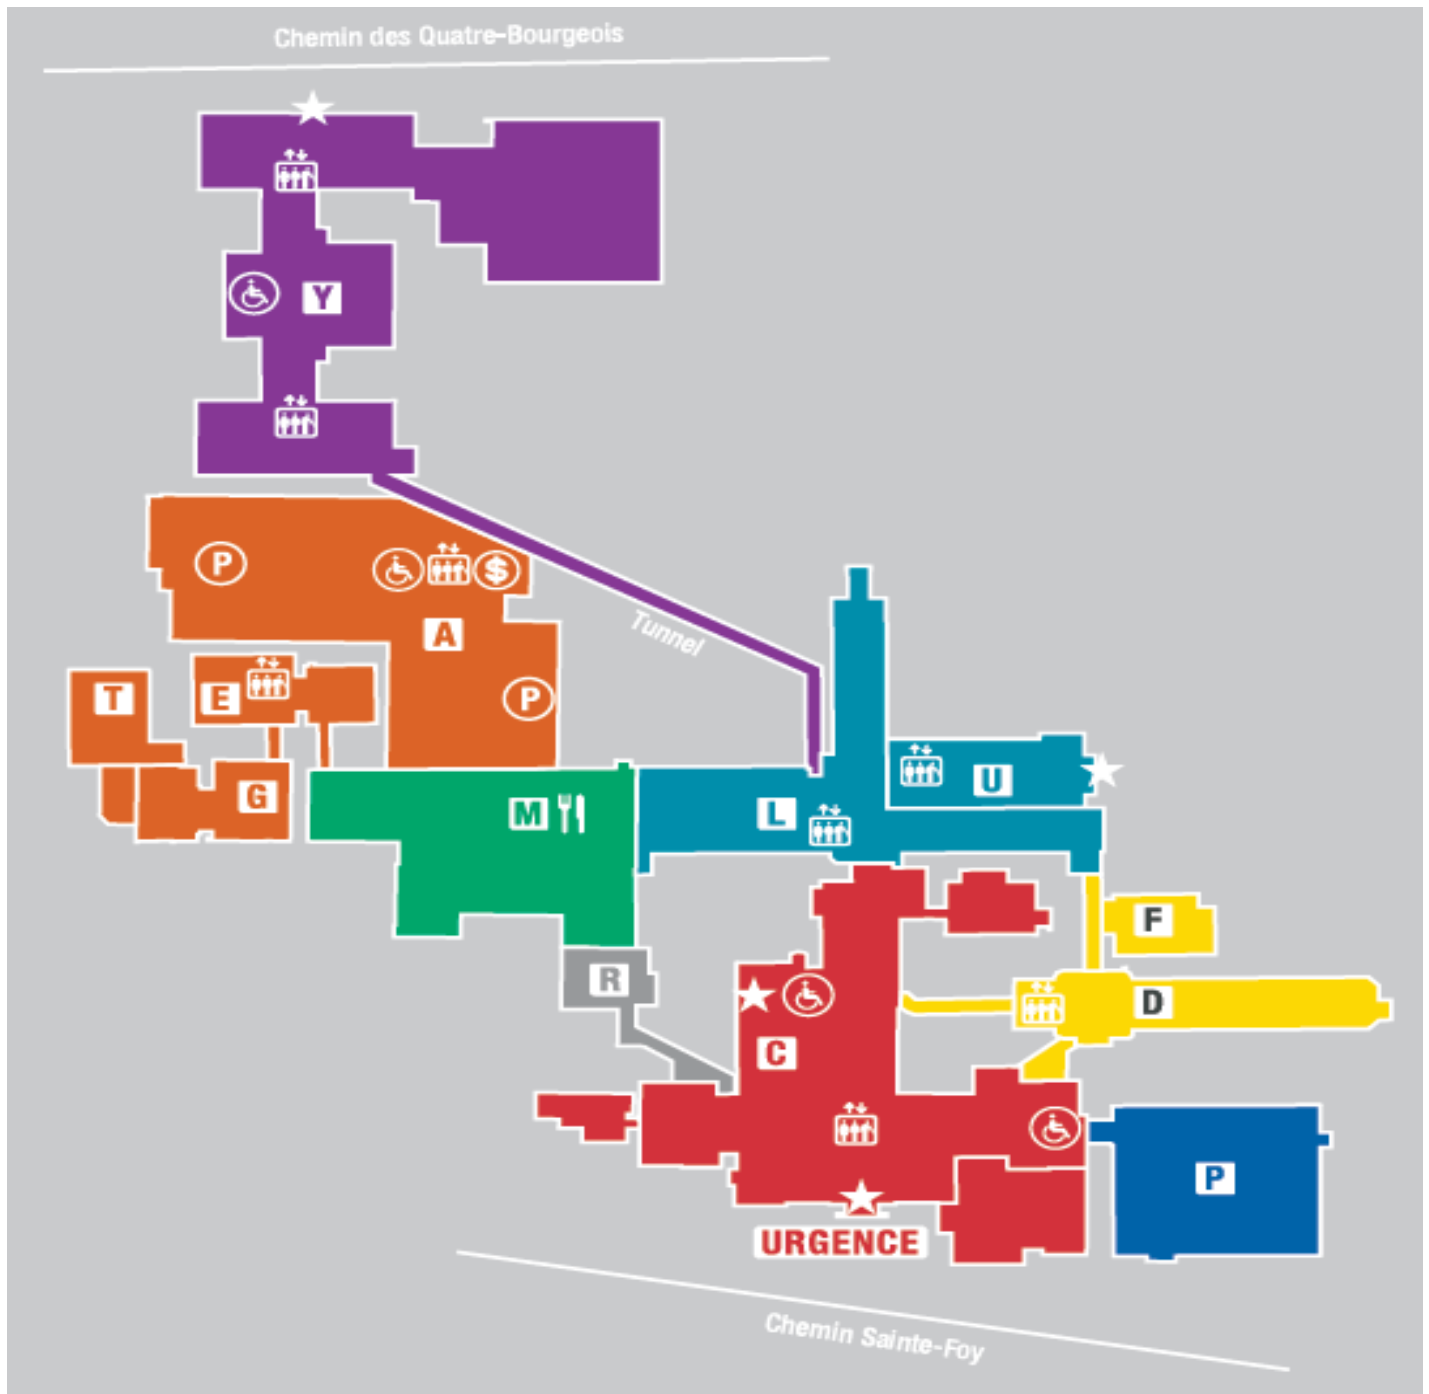 Chemin des Quatre-Bourgeois
Y
P
$
Tunnel
A
T
E
P
G
M
L
U
F
R
D
C
P
URGENCE
Chemin Sainte-Foy